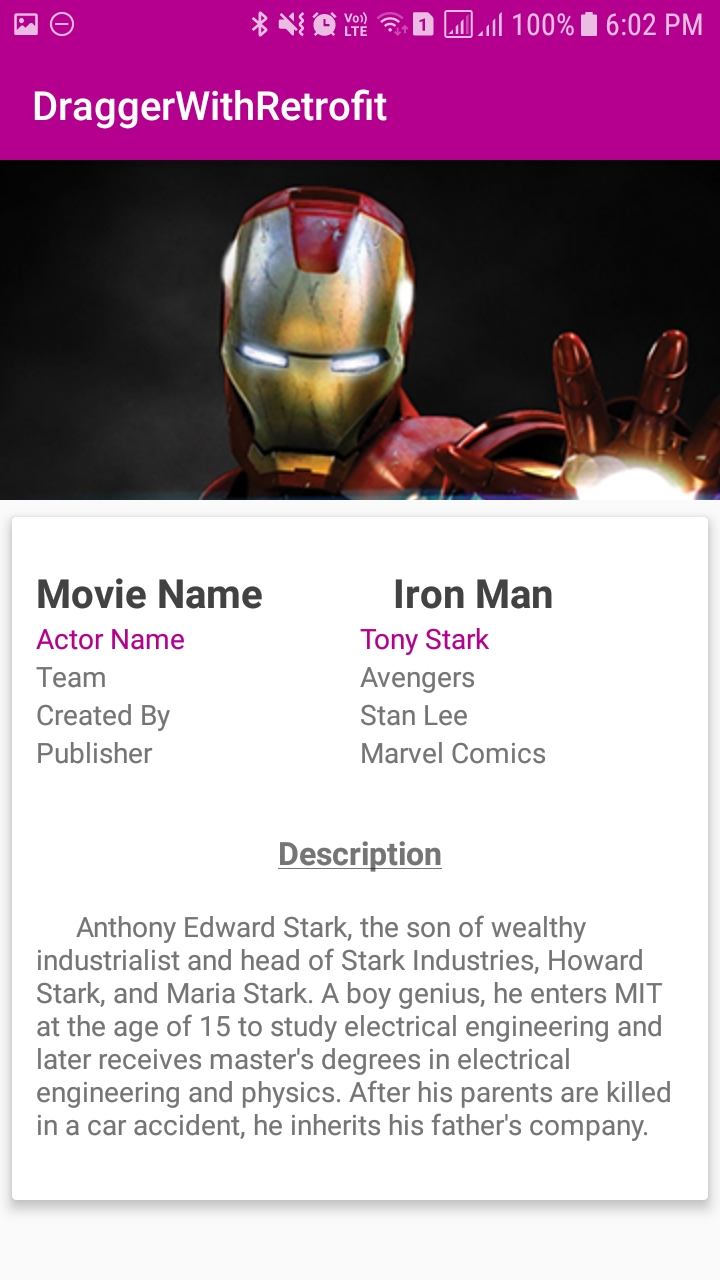 Vo)) LTE 1 100% 6:02 PM
DraggerWithRetrofit
Movie Name Iron Man
Actor Name Tony Stark
Team Avengers
Created By Stan Lee
Publisher Marvel Comics
Description
Anthony Edward Stark, the son of wealthy
industrialist and head of Stark Industries, Howard
Stark, and Maria Stark. A boy genius, he enters MIT
at the age of 15 to study electrical engineering and
later receives master's degrees in electrical
engineering and physics. After his parents are killed
in a car accident, he inherits his father's company.